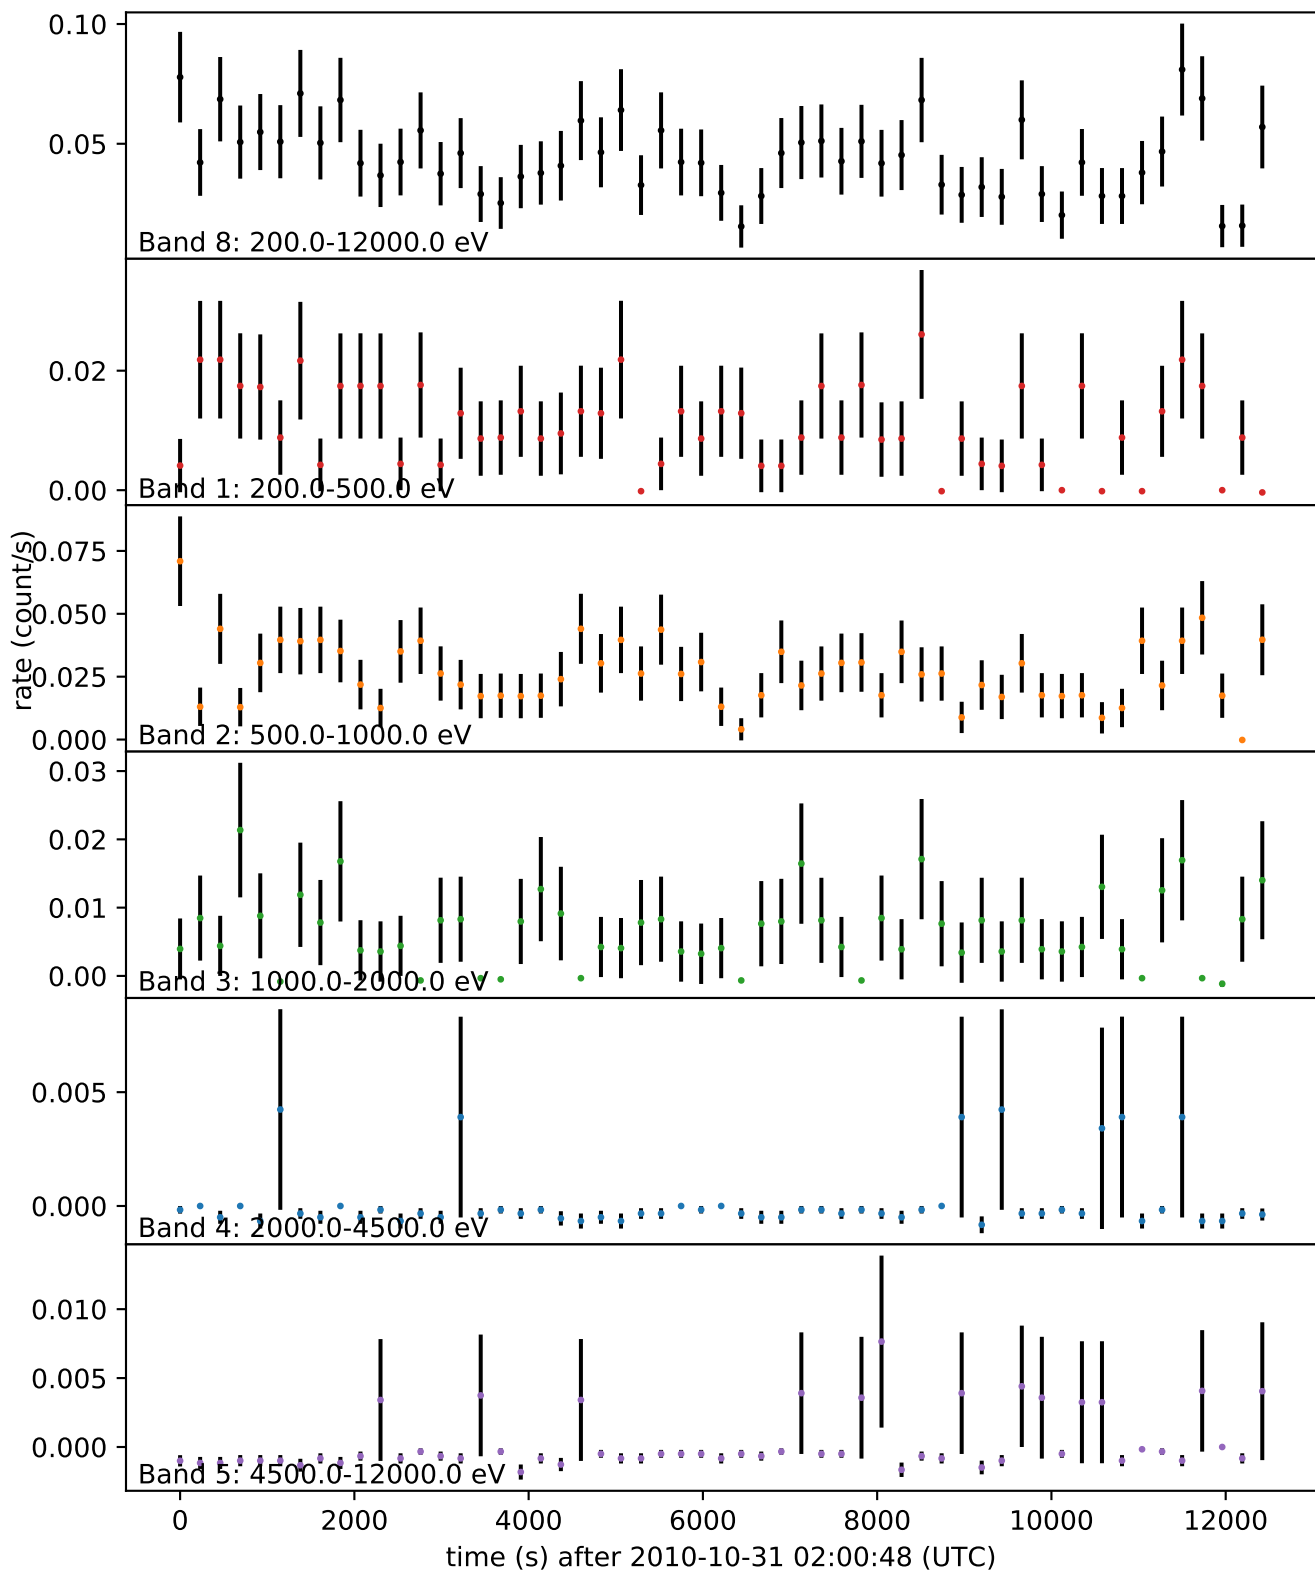 0.10
0.05
Band 8: 200.0-12000.0 eV
0.02
0.00
Band 1: 200.0-500.0 eV
rate (count/s)
0.075
0.050
0.025
0.000
Band 2: 500.0-1000.0 eV
0.03
0.02
0.01
0.00
Band 3: 1000.0-2000.0 eV
0.005
0.000
Band 4: 2000.0-4500.0 eV
0.010
0.005
0.000
Band 5: 4500.0-12000.0 eV
0 2000 4000 6000 8000 10000 12000
time (s) after 2010-10-31 02:00:48 (UTC)